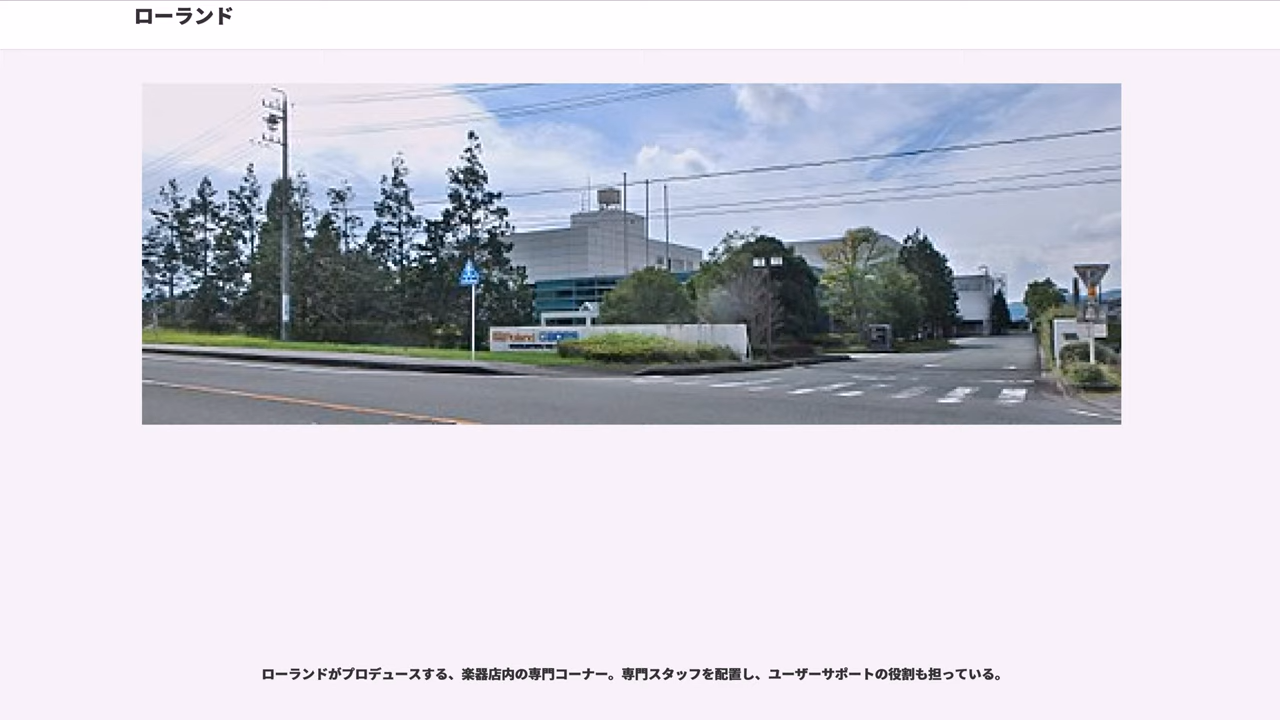 ローランド
Roland BOSS
ローランドがプロデュースする、楽器店内の専門コーナー。専門スタッフを配置し、ユーザーサポートの役割も担っている。